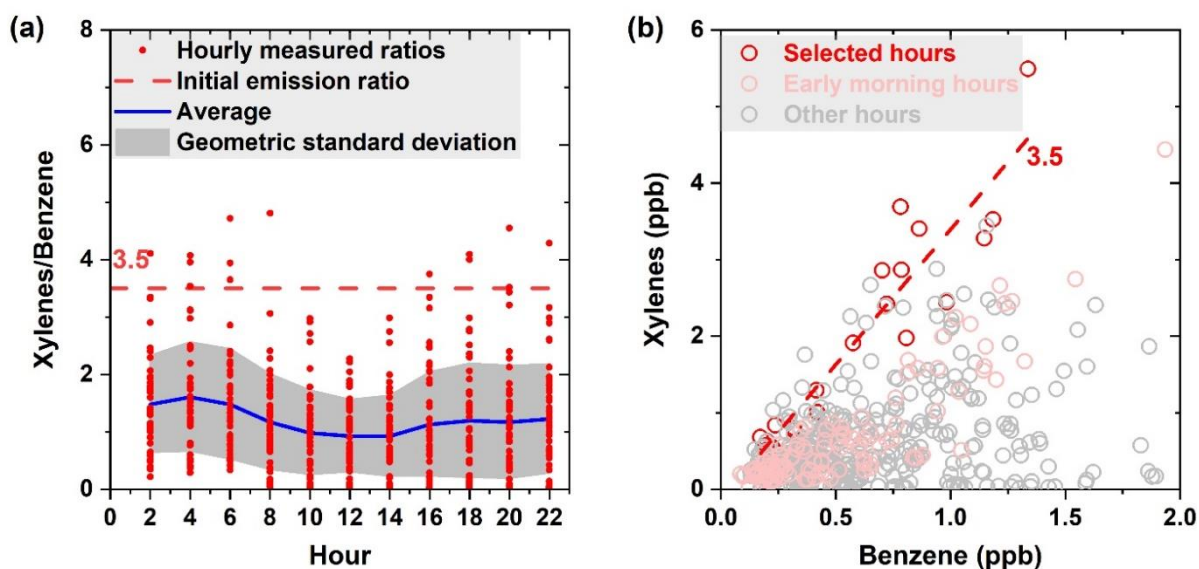 (a)
8
6
4
2
0
Xylenes/Benzene
Hourly measured ratios
Initial emission ratio
Average
Geometric standard deviation
3.5
0 2 4 6 8 10 12 14 16 18 20 22
Hour
(b)
6
4
2
0
Xylenes (ppb)
Selected hours
Early morning hours
Other hours
3.5
0.0 0.5 1.0 1.5 2.0
Benzene (ppb)